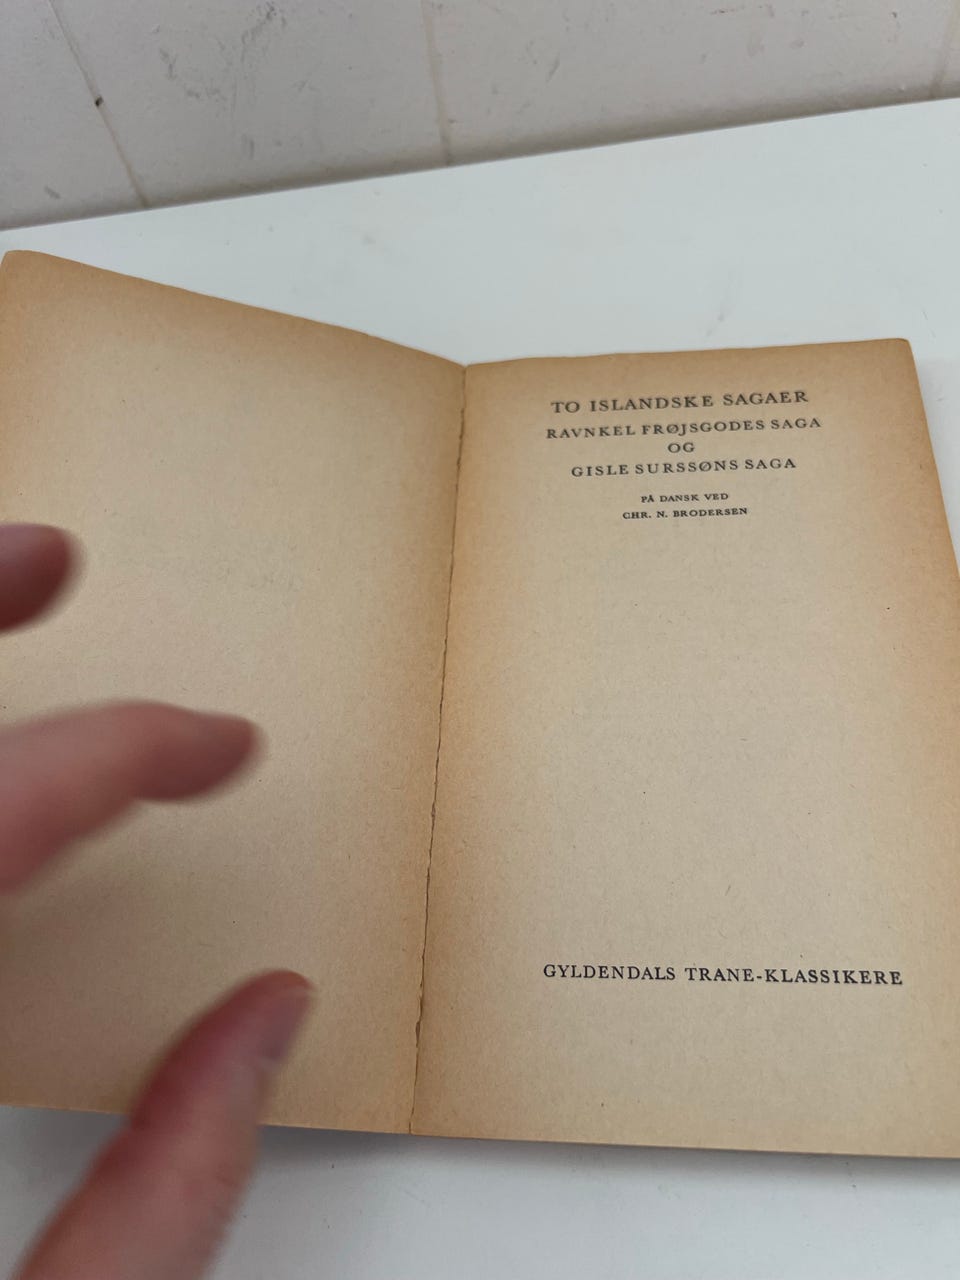 TO ISLANDSKE SAGAER
RAVNKEL FRØJSGODES SAGA
OG
GISLE SURSSØNS SAGA
PÅ DANSK VED
CHR. N. BRODERSEN
GYLDENDALS TRANE-KLASSIKERE